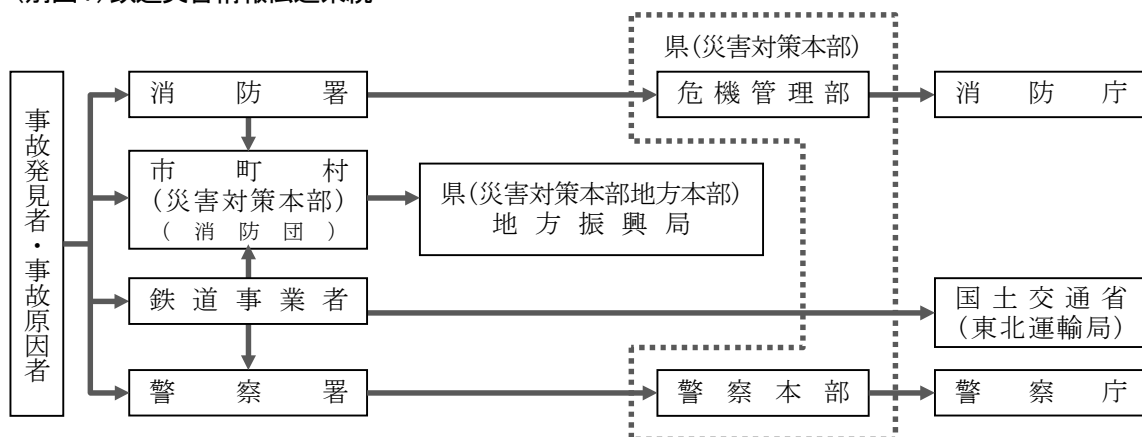 県(災害対策本部)
事故発見者・事故原因者
消防署
危機管理部
消防庁
市町村
(災害対策本部)
(消防団)
県(災害対策本部地方本部)
地方振興局
鉄道事業者
国土交通省
(東北運輸局)
警察署
警察本部
警察庁